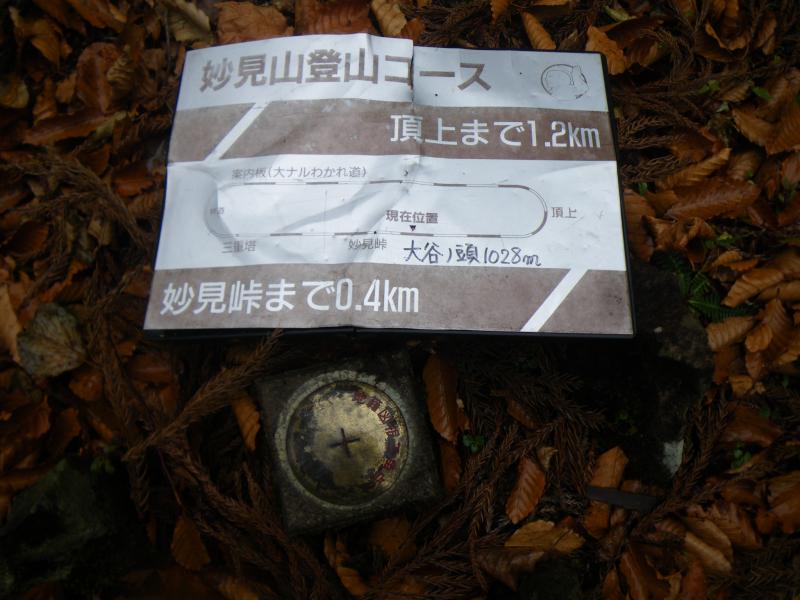 妙見山登山コース
頂上まで1.2km
案内板(大ナルわかれ道)
現在位置
頂上
三重塔
妙見峠
大谷ノ頭1028m
妙見峠まで0.4km